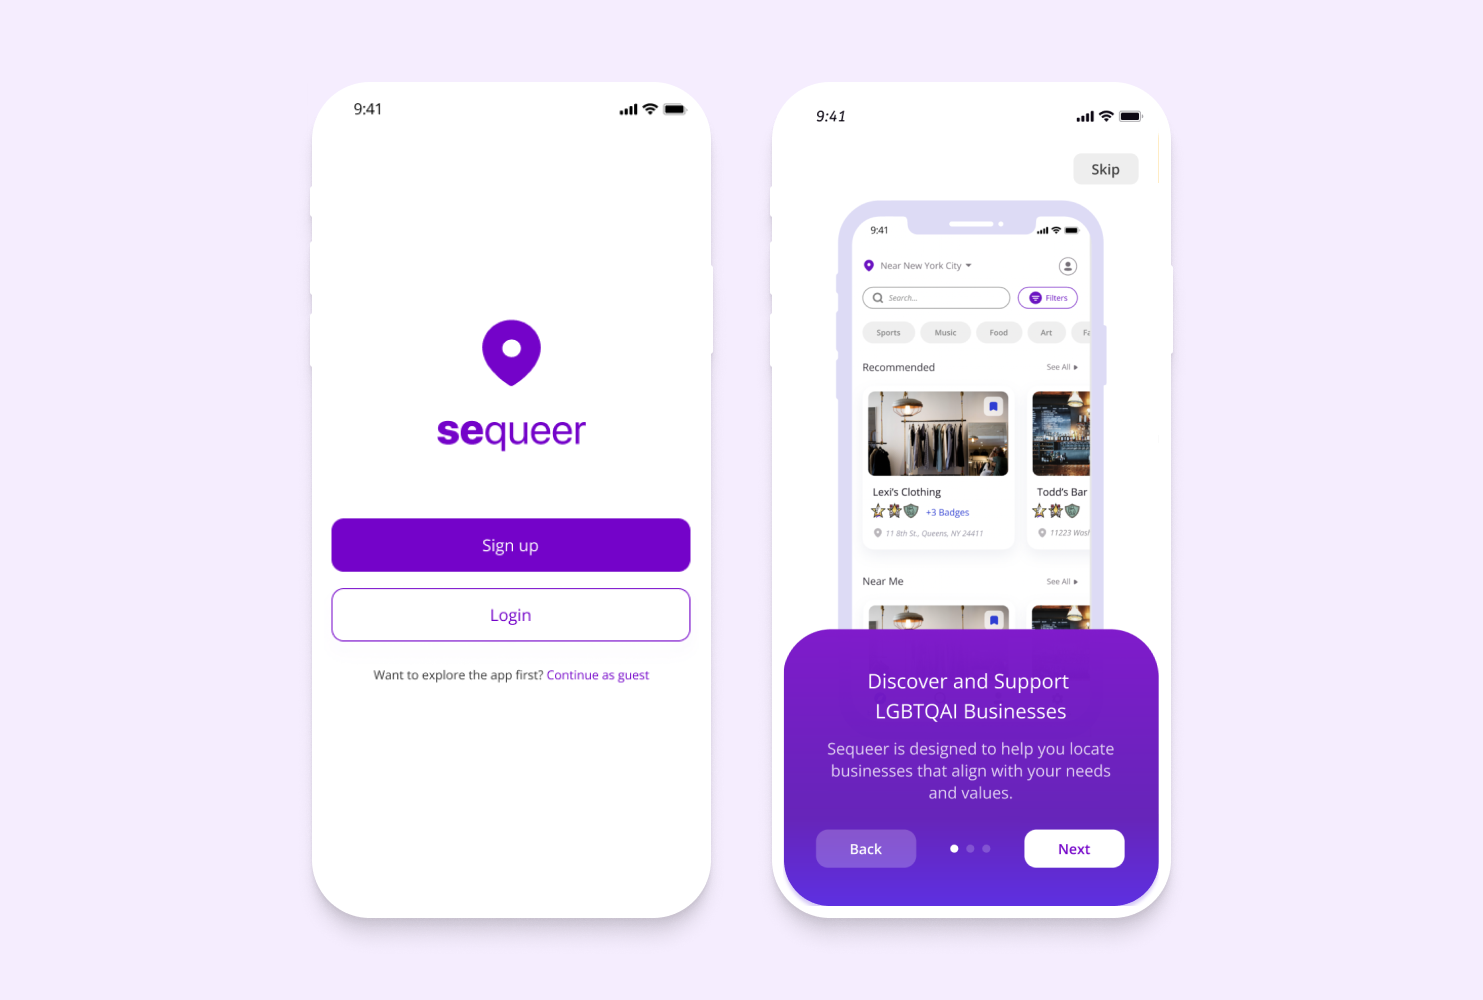 9:41
sequeer
Sign up
Login
Want to explore the app first? Continue as guest
9:41
Skip
9:41
Near New York City
Search...
Filters
Sports
Music
Food
Art
Fa
Recommended
See All
Lexi's Clothing
+3 Badges
11 8th St., Queens, NY 24411
Todd's Bar
11223 Wash
Near Me
See All
Discover and Support
LGBTQAI Businesses
Sequeer is designed to help you locate
businesses that align with your needs
and values.
Back
Next